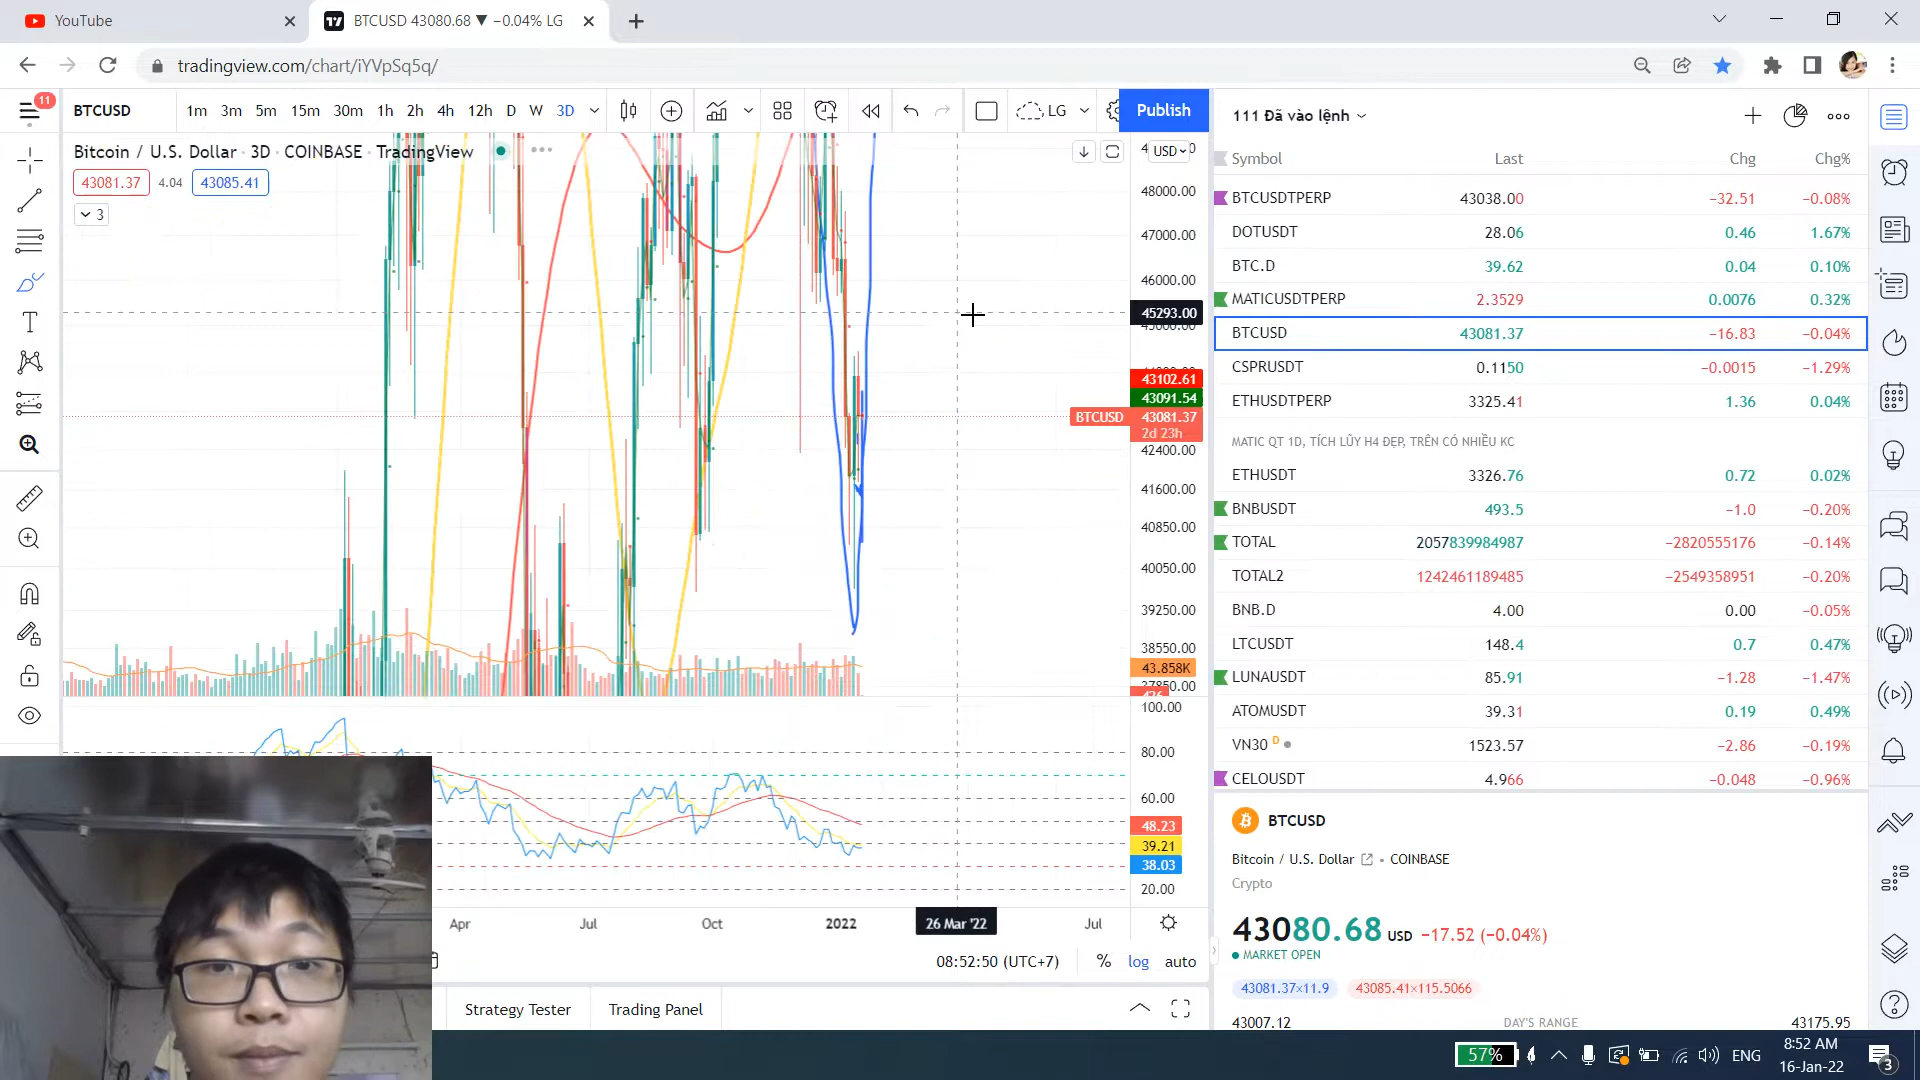 YouTube
BTCUSD 43080.68 ▼ −0.04% LG
tradingview.com/chart/iYVpSq5q/
11
BTCUSD 1m 3m 5m 15m 30m 1h 2h 4h 12h D W 3D LG Publish
Bitcoin / U.S. Dollar · 3D · COINBASE · TradingView
43081.37 4.04 43085.41
3
USD
48000.00
47000.00
46000.00
45293.00
45000.00
43102.61
43091.54
BTCUSD 43081.37
2d 23h
42400.00
41600.00
40850.00
40050.00
39250.00
38550.00
43.858K
37850.00
100.00
80.00
60.00
48.23
39.21
38.03
20.00
Apr Jul Oct 2022 26 Mar '22 Jul
08:52:50 (UTC+7) % log auto
Strategy Tester Trading Panel
111 Đã vào lệnh
Symbol Last Chg Chg%
BTCUSDTPERP 43038.00 −32.51 −0.08%
DOTUSDT 28.06 0.46 1.67%
BTC.D 39.62 0.04 0.10%
MATICUSDTPERP 2.3529 0.0076 0.32%
BTCUSD 43081.37 −16.83 −0.04%
CSPRUSDT 0.1150 −0.0015 −1.29%
ETHUSDTPERP 3325.41 1.36 0.04%
MATIC QT 1D, TÍCH LŨY H4 ĐẸP, TRÊN CÓ NHIỀU KC
ETHUSDT 3326.76 0.72 0.02%
BNBUSDT 493.5 −1.0 −0.20%
TOTAL 2057839984987 −2820555176 −0.14%
TOTAL2 1242461189485 −2549358951 −0.20%
BNB.D 4.00 0.00 −0.05%
LTCUSDT 148.4 0.7 0.47%
LUNAUSDT 85.91 −1.28 −1.47%
ATOMUSDT 39.31 0.19 0.49%
VN30 D 1523.57 −2.86 −0.19%
CELOUSDT 4.966 −0.048 −0.96%
BTCUSD
Bitcoin / U.S. Dollar • COINBASE
Crypto
43080.68 USD −17.52 (−0.04%)
MARKET OPEN
43081.37×11.9 43085.41×115.5066
43007.12 DAY'S RANGE 43175.95
57% ENG 8:52 AM
16-Jan-22 3